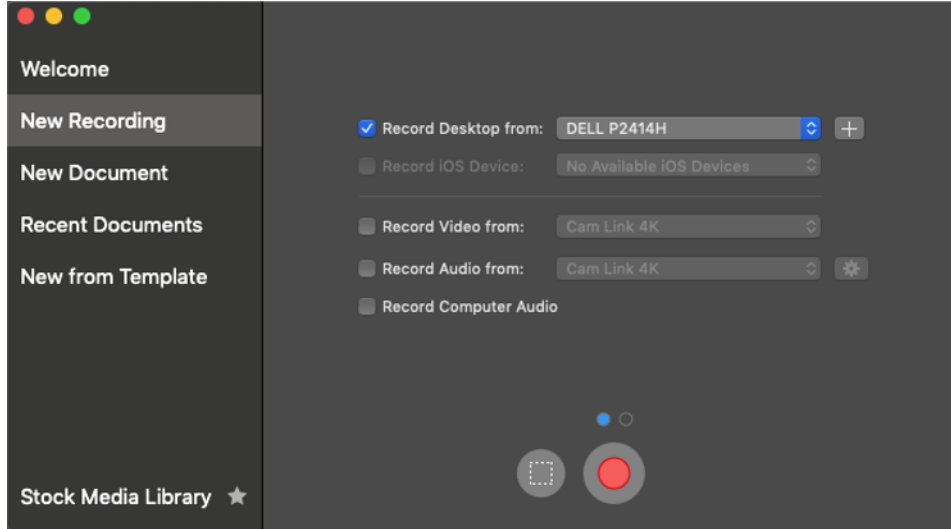 Welcome
New Recording
New Document
Recent Documents
New from Template
Stock Media Library
Record Desktop from: DELL P2414H
Record iOS Device: No Available iOS Devices
Record Video from: Cam Link 4K
Record Audio from: Cam Link 4K
Record Computer Audio